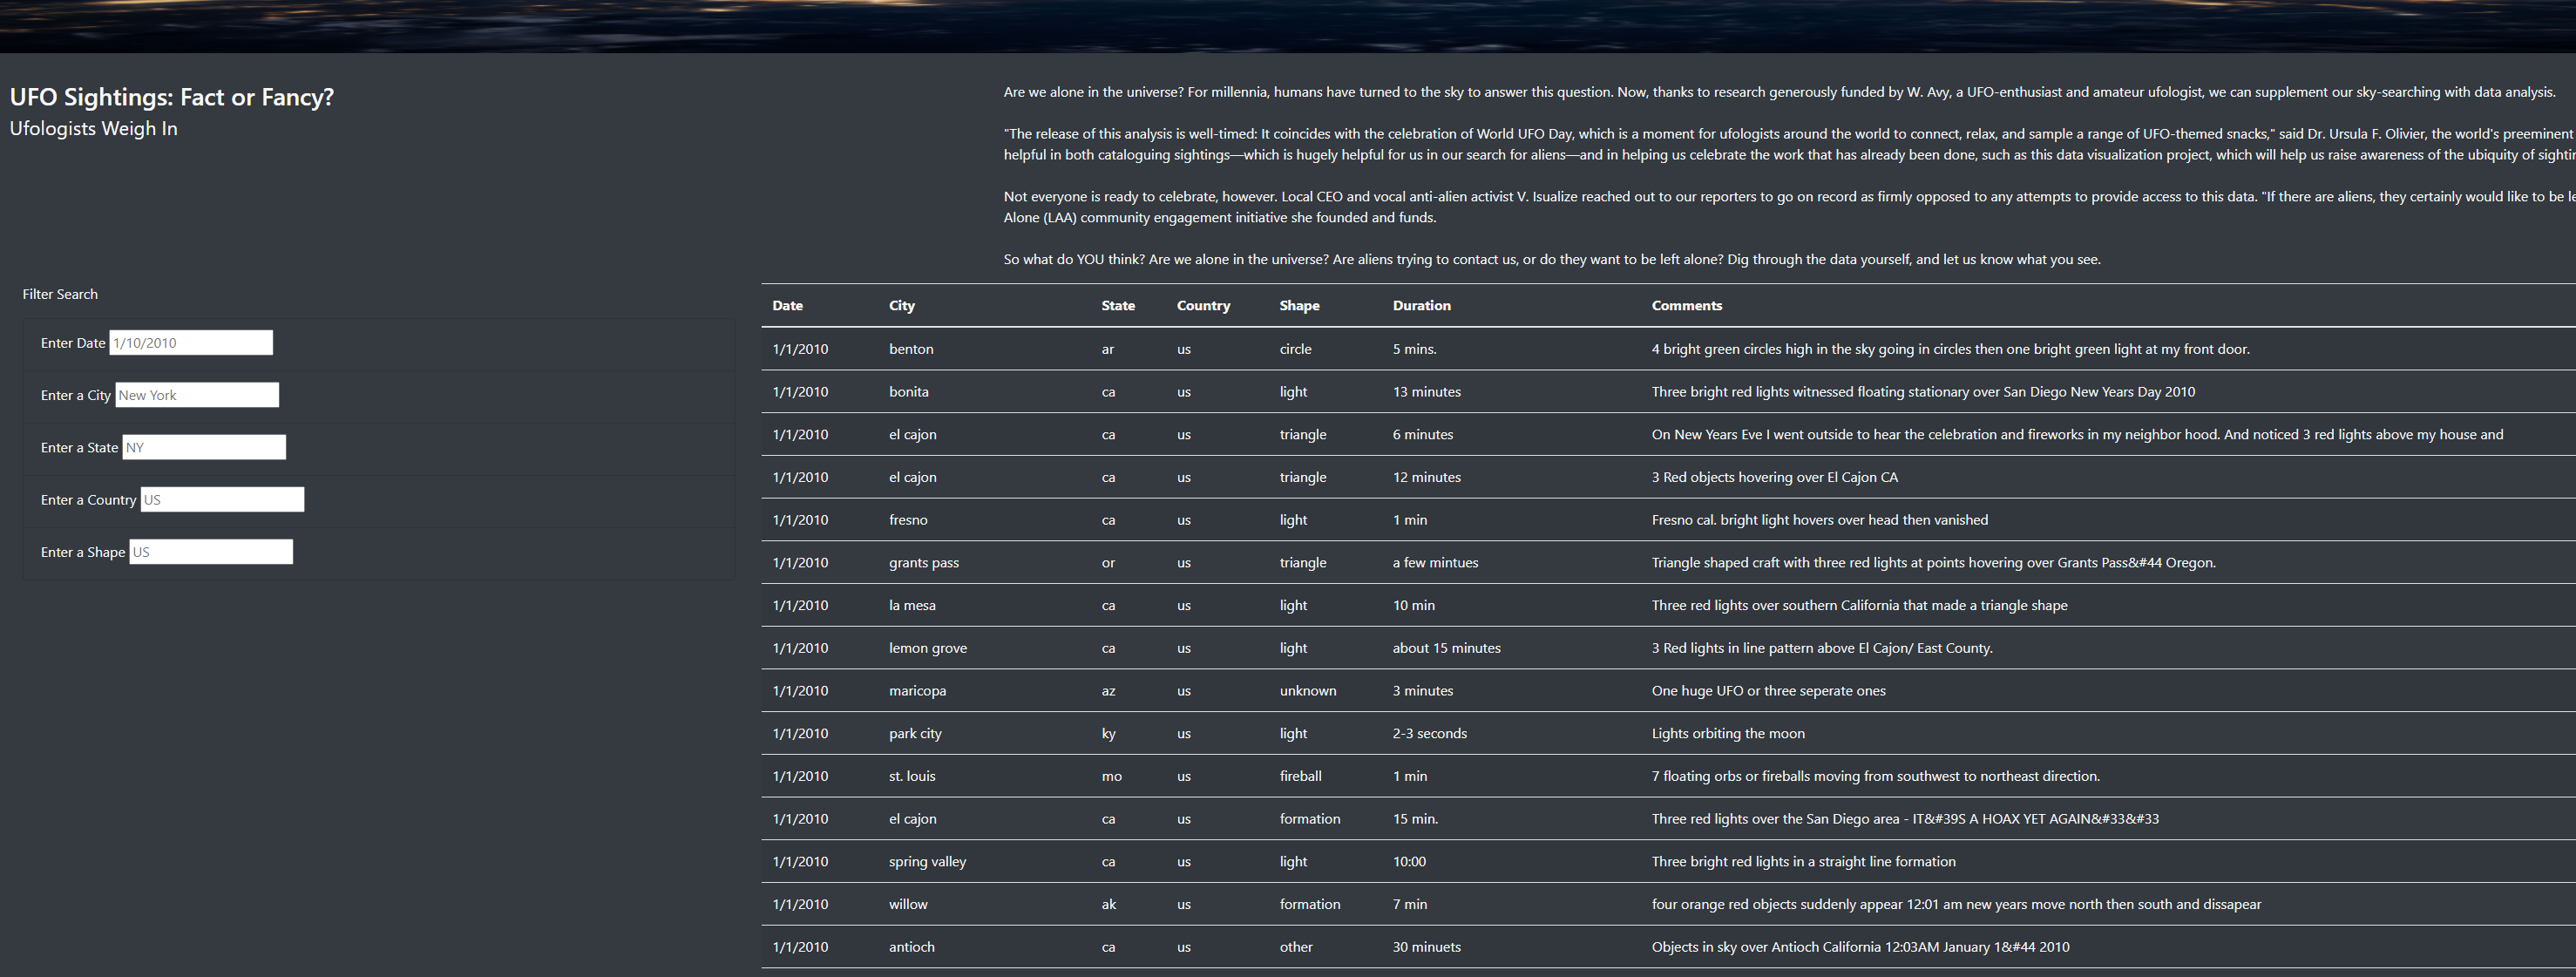 UFO Sightings: Fact or Fancy?
Ufologists Weigh In
Are we alone in the universe? For millennia, humans have turned to the sky to answer this question. Now, thanks to research generously funded by W. Avy, a UFO-enthusiast and amateur ufologist, we can supplement our sky-searching with data analysis.
"The release of this analysis is well-timed: It coincides with the celebration of World UFO Day, which is a moment for ufologists around the world to connect, relax, and sample a range of UFO-themed snacks," said Dr. Ursula F. Olivier, the world's preeminent
helpful in both cataloguing sightings—which is hugely helpful for us in our search for aliens—and in helping us celebrate the work that has already been done, such as this data visualization project, which will help us raise awareness of the ubiquity of
Not everyone is ready to celebrate, however. Local CEO and vocal anti-alien activist V. Isualize reached out to our reporters to go on record as firmly opposed to any attempts to provide access to this data. "If there are aliens, they certainly would like to be
Alone (LAA) community engagement initiative she founded and funds.
So what do YOU think? Are we alone in the universe? Are aliens trying to contact us, or do they want to be left alone? Dig through the data yourself, and let us know what you see.
Filter Search
Enter Date 1/10/2010
Enter a City New York
Enter a State NY
Enter a Country US
Enter a Shape US
Date City State Country Shape Duration Comments
1/1/2010 benton ar us circle 5 mins. 4 bright green circles high in the sky going in circles then one bright green light at my front door.
1/1/2010 bonita ca us light 13 minutes Three bright red lights witnessed floating stationary over San Diego New Years Day 2010
1/1/2010 el cajon ca us triangle 6 minutes On New Years Eve I went outside to hear the celebration and fireworks in my neighbor hood. And noticed 3 red lights above my house and
1/1/2010 el cajon ca us triangle 12 minutes 3 Red objects hovering over El Cajon CA
1/1/2010 fresno ca us light 1 min Fresno cal. bright light hovers over head then vanished
1/1/2010 grants pass or us triangle a few mintues Triangle shaped craft with three red lights at points hovering over Grants Pass&#44 Oregon.
1/1/2010 la mesa ca us light 10 min Three red lights over southern California that made a triangle shape
1/1/2010 lemon grove ca us light about 15 minutes 3 Red lights in line pattern above El Cajon/ East County.
1/1/2010 maricopa az us unknown 3 minutes One huge UFO or three seperate ones
1/1/2010 park city ky us light 2-3 seconds Lights orbiting the moon
1/1/2010 st. louis mo us fireball 1 min 7 floating orbs or fireballs moving from southwest to northeast direction.
1/1/2010 el cajon ca us formation 15 min. Three red lights over the San Diego area - IT&#39S A HOAX YET AGAIN&#33&#33
1/1/2010 spring valley ca us light 10:00 Three bright red lights in a straight line formation
1/1/2010 willow ak us formation 7 min four orange red objects suddenly appear 12:01 am new years move north then south and dissapear
1/1/2010 antioch ca us other 30 minuets Objects in sky over Antioch California 12:03AM January 1&#44 2010